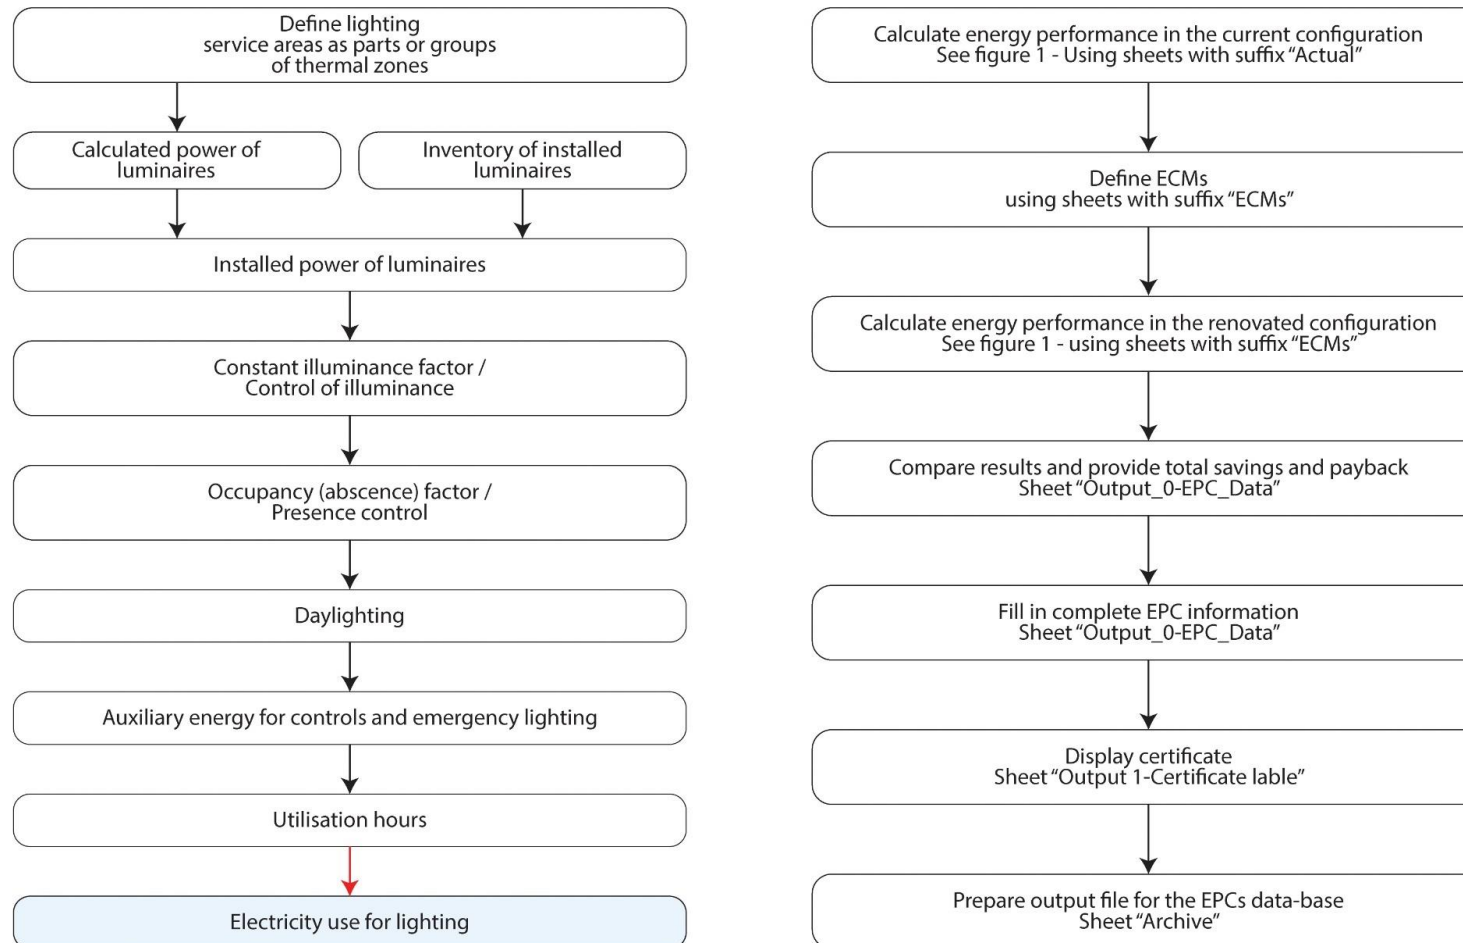 Define lighting
service areas as parts or groups
of thermal zones
Calculated power of
luminaires
Inventory of installed
luminaires
Installed power of luminaires
Constant illuminance factor /
Control of illuminance
Occupancy (abscence) factor /
Presence control
Daylighting
Auxiliary energy for controls and emergency lighting
Utilisation hours
Electricity use for lighting
Calculate energy performance in the current configuration
See figure 1 - Using sheets with suffix “Actual”
Define ECMs
using sheets with suffix “ECMs”
Calculate energy performance in the renovated configuration
See figure 1 - using sheets with suffix “ECMs”
Compare results and provide total savings and payback
Sheet “Output_0-EPC_Data”
Fill in complete EPC information
Sheet “Output_0-EPC_Data”
Display certificate
Sheet “Output 1-Certificate lable”
Prepare output file for the EPCs data-base
Sheet “Archive”